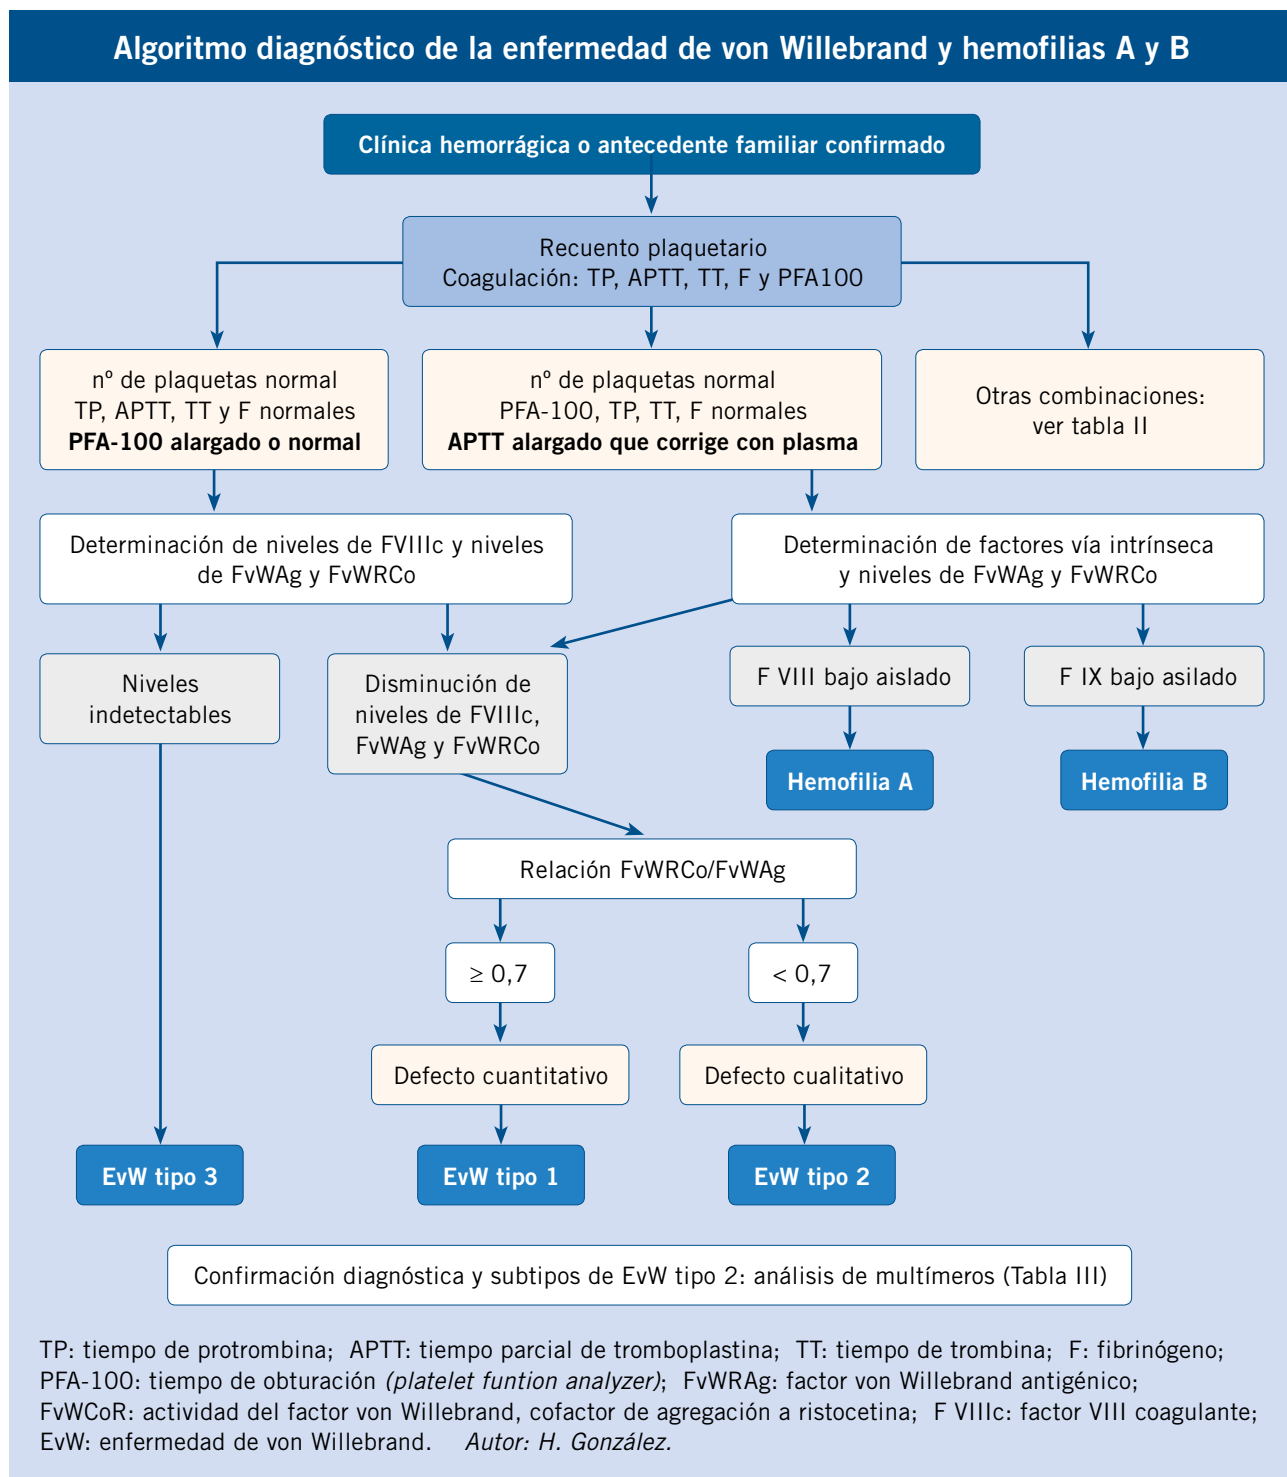 Algoritmo diagnóstico de la enfermedad de von Willebrand y hemofilias A y B
Clínica hemorrágica o antecedente familiar confirmado
Recuento plaquetario
Coagulación: TP, APTT, TT, F y PFA100
nº de plaquetas normal
TP, APTT, TT y F normales
PFA-100 alargado o normal
nº de plaquetas normal
PFA-100, TP, TT, F normales
APTT alargado que corrige con plasma
Otras combinaciones:
ver tabla II
Determinación de niveles de FVIIIc y niveles
de FvWAg y FvWRCo
Determinación de factores vía intrínseca
y niveles de FvWAg y FvWRCo
Niveles
indetectables
Disminución de
niveles de FVIIIc,
FvWAg y FvWRCo
F VIII bajo aislado
F IX bajo asilado
Hemofilia A
Hemofilia B
Relación FvWRCo/FvWAg
≥ 0,7
< 0,7
Defecto cuantitativo
Defecto cualitativo
EvW tipo 3
EvW tipo 1
EvW tipo 2
Confirmación diagnóstica y subtipos de EvW tipo 2: análisis de multímeros (Tabla III)
TP: tiempo de protrombina; APTT: tiempo parcial de tromboplastina; TT: tiempo de trombina; F: fibrinógeno;
PFA-100: tiempo de obturación (platelet funtion analyzer); FvWRAg: factor von Willebrand antigénico;
FvWCoR: actividad del factor von Willebrand, cofactor de agregación a ristocetina; F VIIIc: factor VIII coagulante;
EvW: enfermedad de von Willebrand. Autor: H. González.